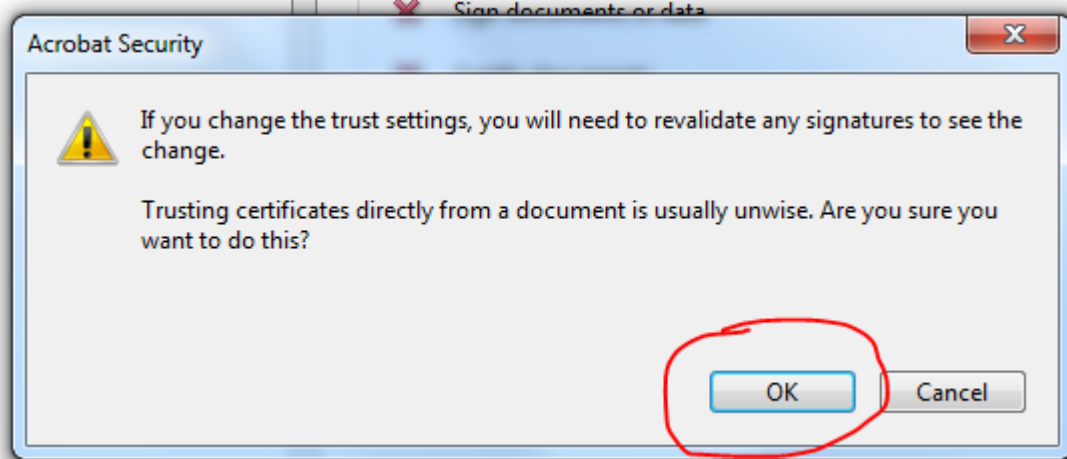 Sign documents or data
Acrobat Security
If you change the trust settings, you will need to revalidate any signatures to see the
change.
Trusting certificates directly from a document is usually unwise. Are you sure you
want to do this?
OK
Cancel